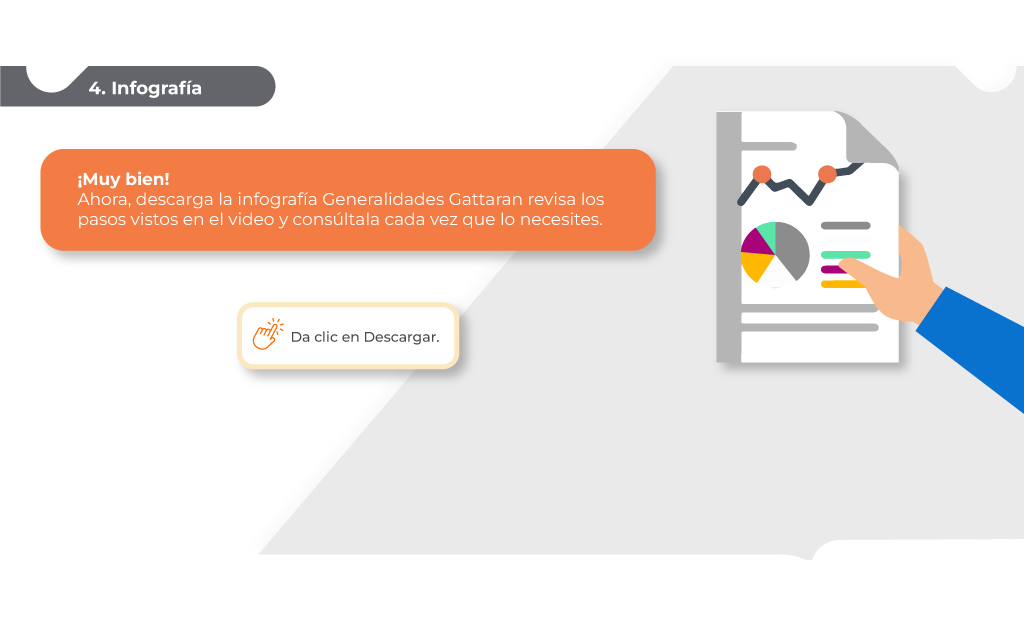 4. Infografía
¡Muy bien!
Ahora, descarga la infografía Generalidades Gattaran revisa los
pasos vistos en el video y consúltala cada vez que lo necesites.
Da clic en Descargar.